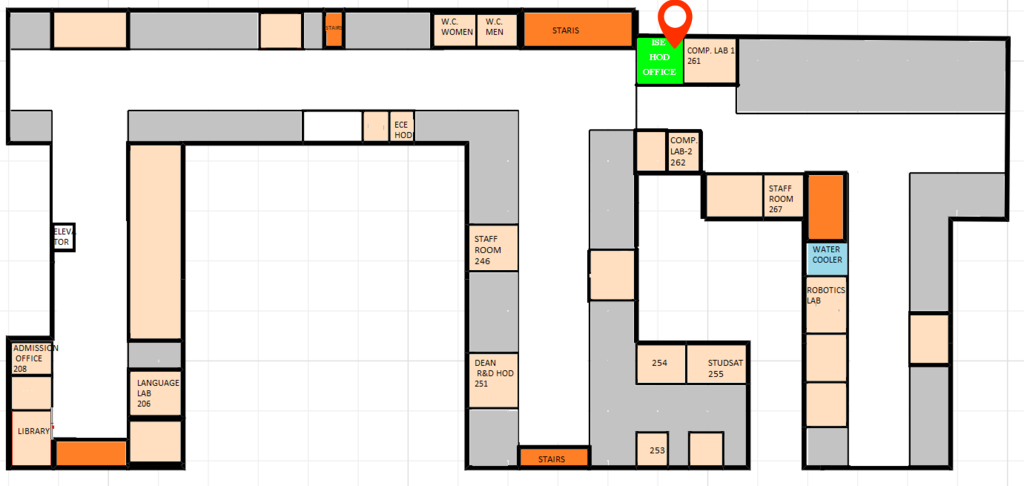 STAIRS
W.C.
WOMEN
W.C.
MEN
STARIS
ISE
HOD
OFFICE
COMP. LAB 1
261
ECE
HOD
COMP.
LAB-2
262
STAFF
ROOM
267
ELEVA
TOR
STAFF
ROOM
246
WATER
COOLER
ROBOTICS
LAB
ADMISSION
OFFICE
208
LANGUAGE
LAB
206
DEAN
R&D HOD
251
254
STUDSAT
255
LIBRARY
253
STAIRS